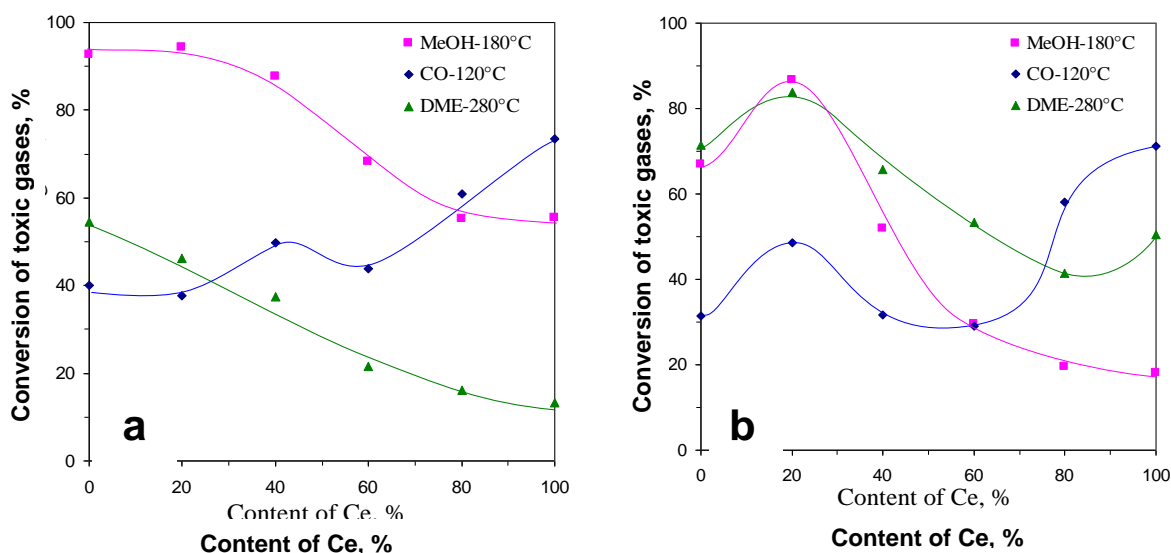 Conversion of toxic gases, %
100
80
60
40
20
0
MeOH-180°C
CO-120°C
DME-280°C
a
0 20 40 60 80 100
Content of Ce, %
Content of Ce, %
Conversion of toxic gases, %
100
80
60
40
20
0
MeOH-180°C
CO-120°C
DME-280°C
b
0 20 40 60 80 100
Content of Ce, %
Content of Ce, %